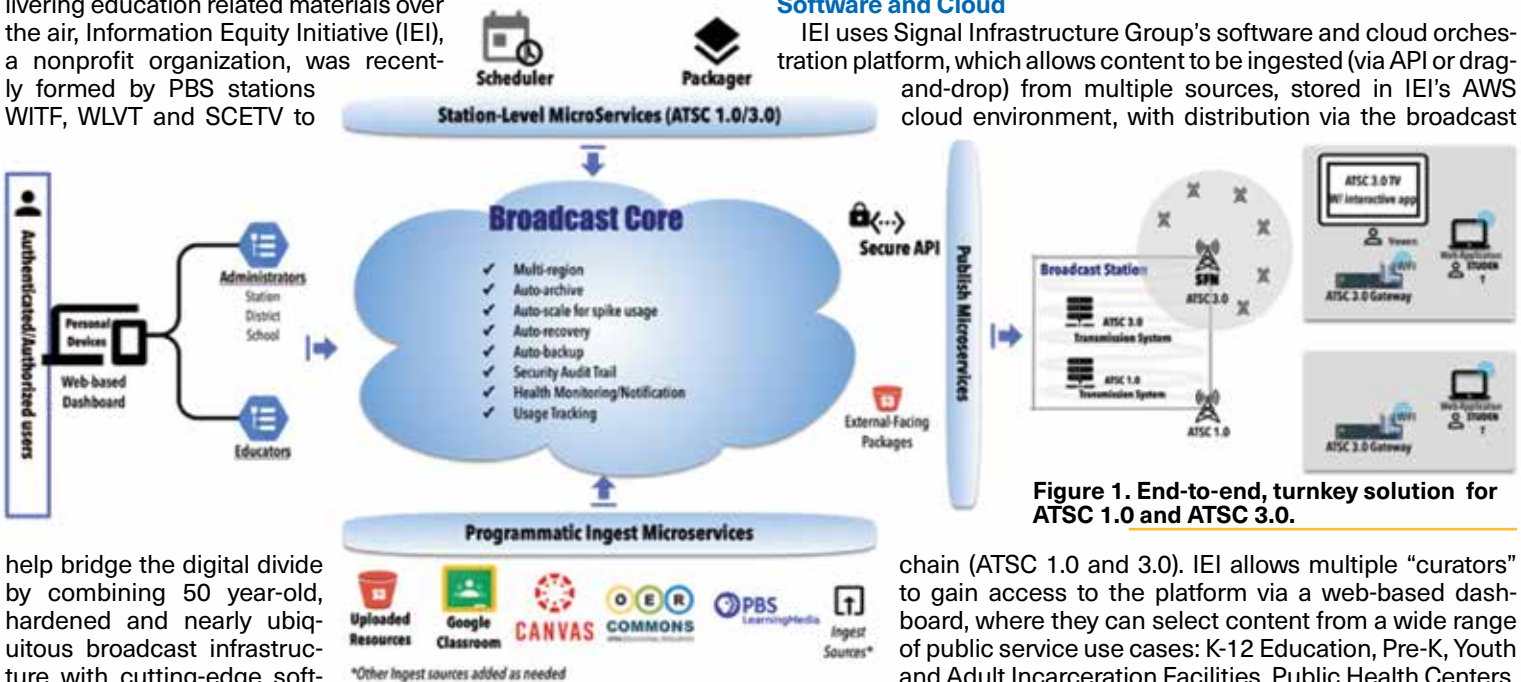 livering education related materials over
the air, Information Equity Initiative (IEI),
a nonprofit organization, was recent-
ly formed by PBS stations
WITF, WLVT and SCETV to
Scheduler
Packager
Station-Level MicroServices (ATSC 1.0/3.0)
Software and Cloud
IEI uses Signal Infrastructure Group's software and cloud orches-
tration platform, which allows content to be ingested (via API or drag-
and-drop) from multiple sources, stored in IEI's AWS
cloud environment, with distribution via the broadcast
Authenticated/Authorized users
Personal
Devices
Web-based
Dashboard
Administrators
Station
District
School
Educators
Broadcast Core
✓ Multi-region
✓ Auto-archive
✓ Auto-scale for spike usage
✓ Auto-recovery
✓ Auto-backup
✓ Security Audit Trail
✓ Health Monitoring/Notification
✓ Usage Tracking
Secure API
S3
External-Facing
Packages
Publish Microservices
Broadcast Station
ATSC 3.0
Transmission System
ATSC 1.0
Transmission System
SFN
ATSC 3.0
ATSC 1.0
ATSC 3.0 TV
W/ interactive app
Viewer
WiFi
ATSC 3.0 Gateway
Web-Application
STUDEN
T
WiFi
ATSC 3.0 Gateway
Web-Application
STUDEN
T
Figure 1. End-to-end, turnkey solution for
ATSC 1.0 and ATSC 3.0.
Programmatic Ingest Microservices
S3
Uploaded
Resources
Google
Classroom
CANVAS
OER
COMMONS
PBS
LearningMedia
Ingest
Sources*
*Other Ingest sources added as needed
help bridge the digital divide
by combining 50 year-old,
hardened and nearly ubiq-
uitous broadcast infrastruc-
ture with cutting-edge soft-
chain (ATSC 1.0 and 3.0). IEI allows multiple "curators"
to gain access to the platform via a web-based dash-
board, where they can select content from a wide range
of public service use cases: K-12 Education, Pre-K, Youth
and Adult Incarceration Facilities, Public Health Centers,